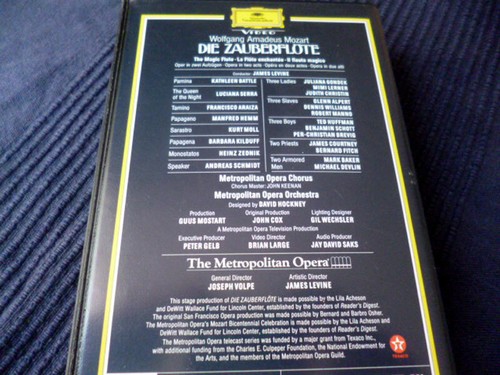 VIDEO
Wolfgang Amadeus Mozart
DIE ZAUBERFLÖTE
The Magic Flute · La Flûte enchantée · Il flauto magico
Oper in zwei Aufzügen · Opera in two acts · Opéra en deux actes · Opera in due atti
Conductor: JAMES LEVINE
Pamina KATHLEEN BATTLE
The Queen of the Night LUCIANA SERRA
Tamino FRANCISCO ARAIZA
Papageno MANFRED HEMM
Sarastro KURT MOLL
Papagena BARBARA KILDUFF
Monostatos HEINZ ZEDNIK
Speaker ANDREAS SCHMIDT
Three Ladies JULIANA GONDEK
MIMI LERNER
JUDITH CHRISTIN
Three Slaves GLENN ALPERT
DENNIS WILLIAMS
ROBERT MANNO
Three Boys TED HUFFMAN
BENJAMIN SCHOTT
PER-CHRISTIAN BREVIG
Two Priests JAMES COURTNEY
BERNARD FITCH
Two Armored MARK BAKER
Men MICHAEL DEVLIN
Metropolitan Opera Chorus
Chorus Master: JOHN KEENAN
Metropolitan Opera Orchestra
Designed by DAVID HOCKNEY
Production Original Production Lighting Designer
GUUS MOSTART JOHN COX GIL WECHSLER
A Metropolitan Opera Television Production
Executive Producer Video Director Audio Producer
PETER GELB BRIAN LARGE JAY DAVID SAKS
The Metropolitan Opera
General Director Artistic Director
JOSEPH VOLPE JAMES LEVINE
This stage production of DIE ZAUBERFLÖTE is made possible by the Lila Acheson
and DeWitt Wallace Fund for Lincoln Center, established by the founders of Reader's Digest.
The original San Francisco Opera production was made possible by Bernard and Barbro Osher.
The Metropolitan Opera's Mozart Bicentennial Celebration is made possible by the Lila Acheson and
DeWitt Wallace Fund for Lincoln Center, established by the founders of Reader's Digest.
The Metropolitan Opera telecast series was funded by a major grant from Texaco Inc.,
with additional funding from the Charles E. Culpeper Foundation, the National Endowment for
the Arts, and the members of the Metropolitan Opera Guild.
TEXACO